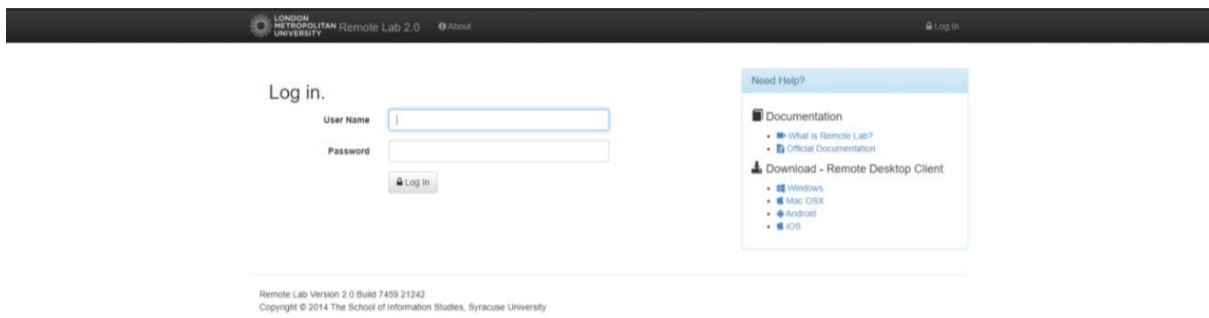 LONDON
METROPOLITAN
UNIVERSITY
Remote Lab 2.0
About
Log In
Log in.
User Name
Password
Log In
Need Help?
Documentation
What is Remote Lab?
Official Documentation
Download - Remote Desktop Client
Windows
Mac OSX
Android
iOS
Remote Lab Version 2.0 Build 7459.21242
Copyright © 2014 The School of Information Studies, Syracuse University